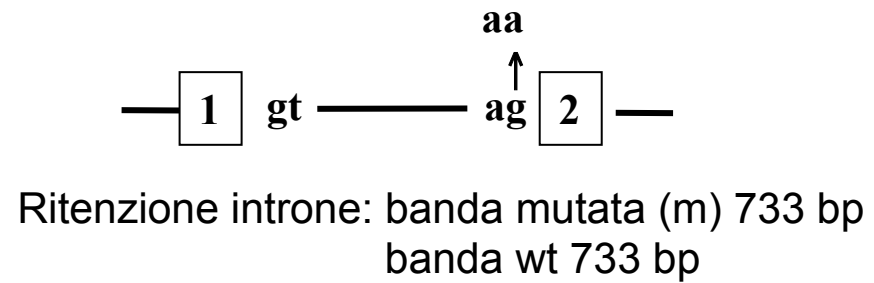 aa
1 gt ag 2
Ritenzione introne: banda mutata (m) 733 bp
banda wt 733 bp